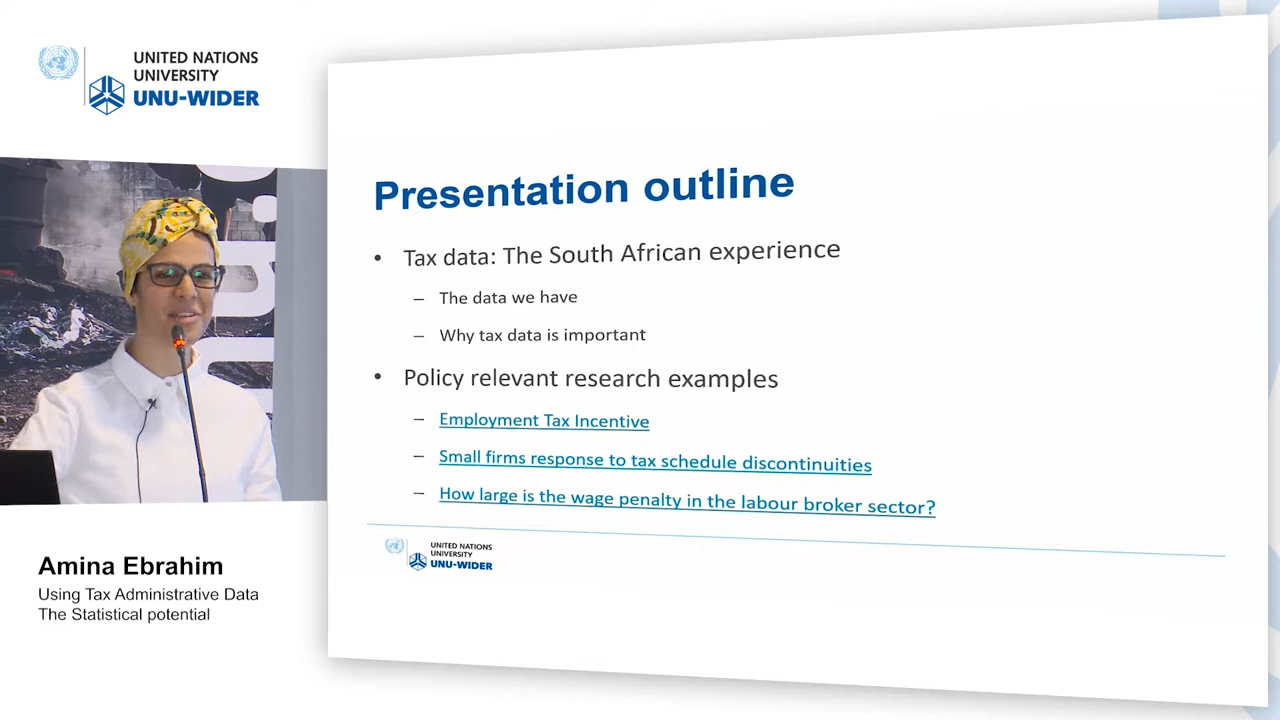 UNITED NATIONS
UNIVERSITY
UNU-WIDER
Presentation outline
• Tax data: The South African experience
– The data we have
– Why tax data is important
• Policy relevant research examples
– Employment Tax Incentive
– Small firms response to tax schedule discontinuities
– How large is the wage penalty in the labour broker sector?
UNITED NATIONS
UNIVERSITY
UNU-WIDER
Amina Ebrahim
Using Tax Administrative Data
The Statistical potential